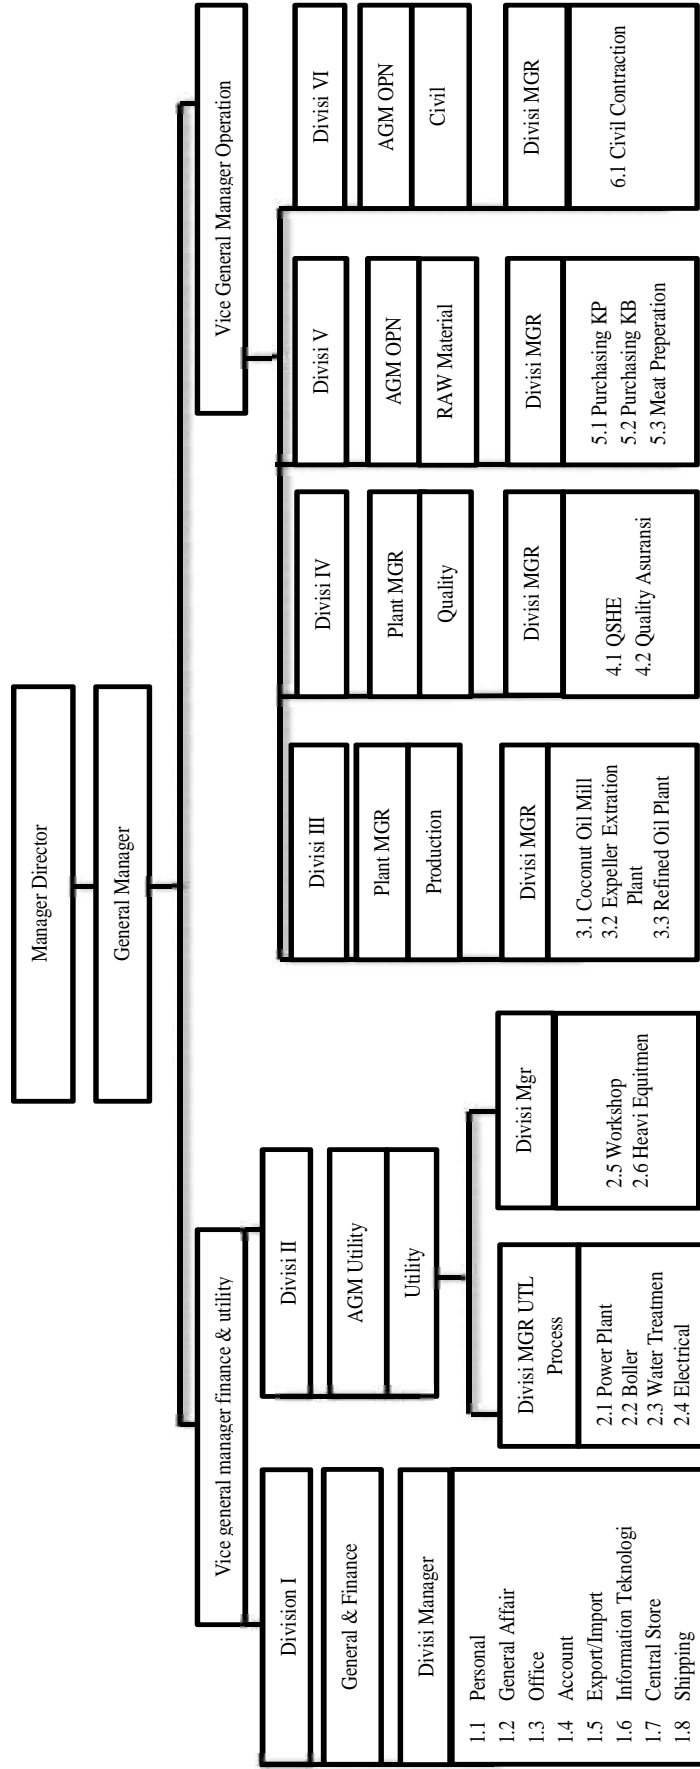 Manager Director
General Manager
Vice general manager finance & utility
Vice General Manager Operation
Division I
General & Finance
Divisi Manager
1.1 Personal
1.2 General Affair
1.3 Office
1.4 Account
1.5 Export/Import
1.6 Information Teknologi
1.7 Central Store
1.8 Shipping
Divisi II
AGM Utility
Utility
Divisi MGR UTL
Process
2.1 Power Plant
2.2 Boller
2.3 Water Treatmen
2.4 Electrical
Divisi Mgr
2.5 Workshop
2.6 Heavi Equitmen
Divisi III
Plant MGR
Production
Divisi MGR
3.1 Coconut Oil Mill
3.2 Expeller Extration
Plant
3.3 Refined Oil Plant
Divisi IV
Plant MGR
Quality
Divisi MGR
4.1 QSHE
4.2 Quality Asuransi
Divisi V
AGM OPN
RAW Material
Divisi MGR
5.1 Purchasing KP
5.2 Purchasing KB
5.3 Meat Preperation
Divisi VI
AGM OPN
Civil
Divisi MGR
6.1 Civil Contraction